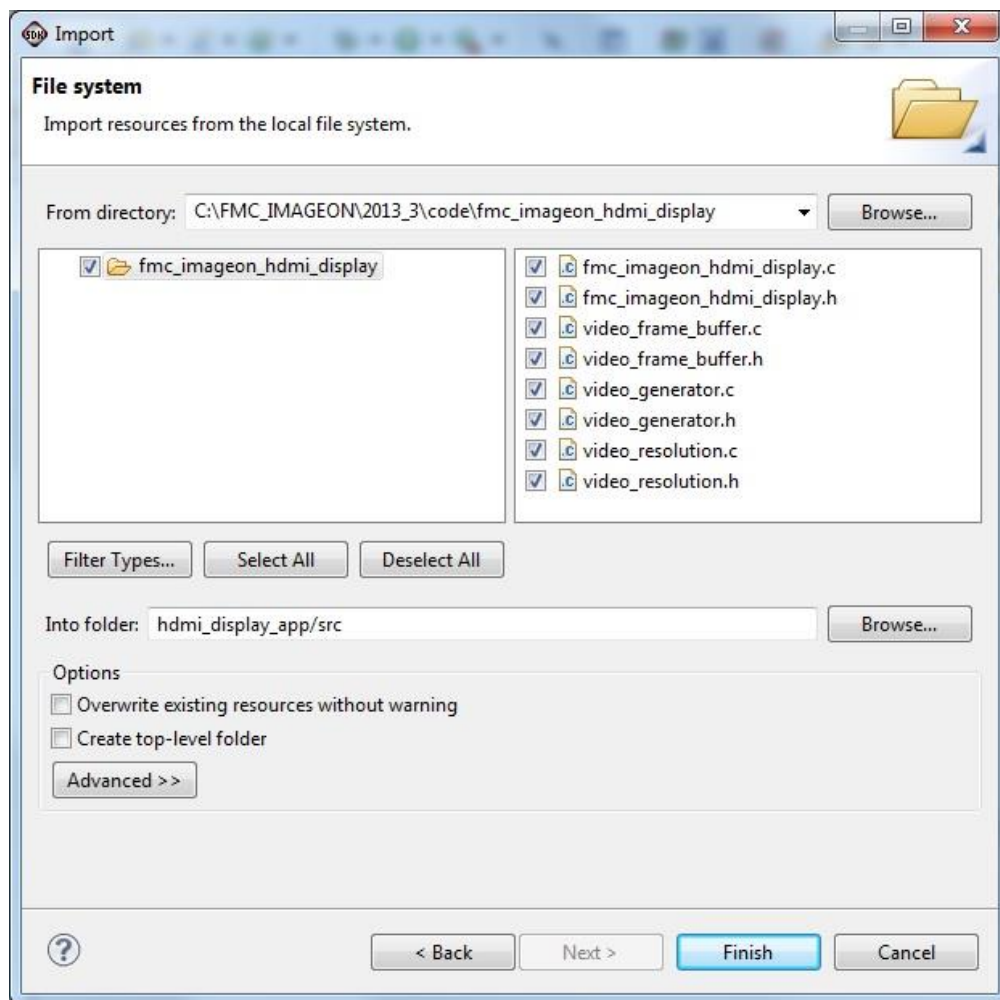 SDK Import
File system
Import resources from the local file system.
From directory: C:\FMC_IMAGEON\2013_3\code\fmc_imageon_hdmi_display Browse...
fmc_imageon_hdmi_display
.c fmc_imageon_hdmi_display.c
.c fmc_imageon_hdmi_display.h
.c video_frame_buffer.c
.c video_frame_buffer.h
.c video_generator.c
.c video_generator.h
.c video_resolution.c
.c video_resolution.h
Filter Types... Select All Deselect All
Into folder: hdmi_display_app/src Browse...
Options
Overwrite existing resources without warning
Create top-level folder
Advanced >>
? < Back Next > Finish Cancel